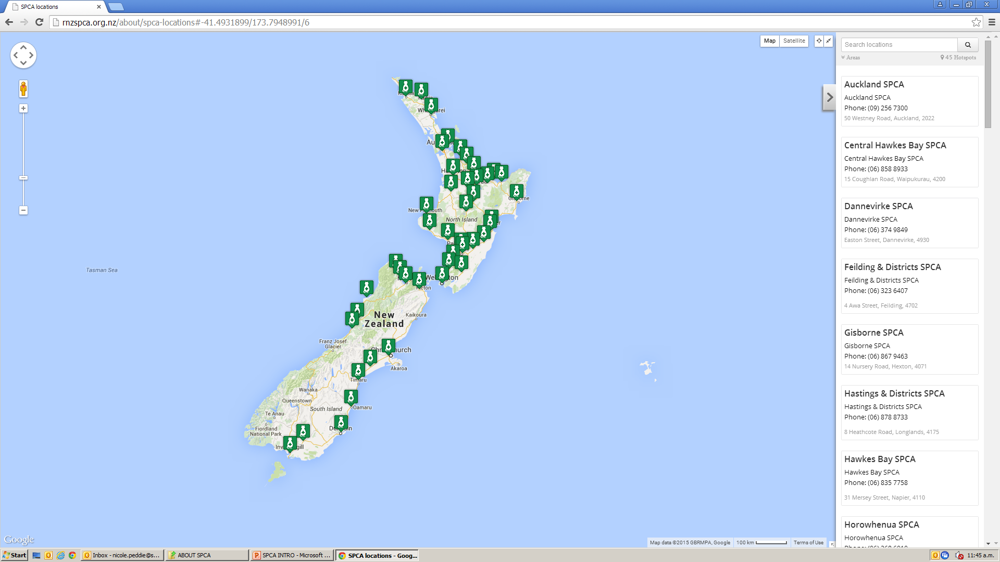 SPCA locations
rnzspca.org.nz/about/spca-locations#-41.4931899/173.7948991/6
Map
Satellite
Search locations
Areas
45 Hotspots
Auckland SPCA
Auckland SPCA
Phone: (09) 256 7300
50 Westney Road, Auckland, 2022
Central Hawkes Bay SPCA
Central Hawkes Bay SPCA
Phone: (06) 858 8933
15 Coughlan Road, Waipukurau, 4200
Dannevirke SPCA
Dannevirke SPCA
Phone: (06) 374 9849
Easton Street, Dannevirke, 4930
Feilding & Districts SPCA
Feilding & Districts SPCA
Phone: (06) 323 6407
4 Awa Street, Feilding, 4702
Gisborne SPCA
Gisborne SPCA
Phone: (06) 867 9463
14 Nursery Road, Hexton, 4071
Hastings & Districts SPCA
Hastings & Districts SPCA
Phone: (06) 878 8733
8 Heathcote Road, Longlands, 4175
Hawkes Bay SPCA
Hawkes Bay SPCA
Phone: (06) 835 7758
31 Mersey Street, Napier, 4110
Horowhenua SPCA
Horowhenua SPCA
Gisborne
North Island
Tasman Sea
New
Zealand
Kaikoura
Franz Josef
Glacier
Akaroa
Timaru
Wanaka
Queenstown
South Island
Oamaru
Te Anau
Fiordland
National Park
Google
Map data ©2015 GBRMPA, Google
100 km
Terms of Use
Start
Inbox - nicole.peddie@s...
ABOUT SPCA
SPCA INTRO - Microsoft ...
SPCA locations - Goog...
11:45 a.m.